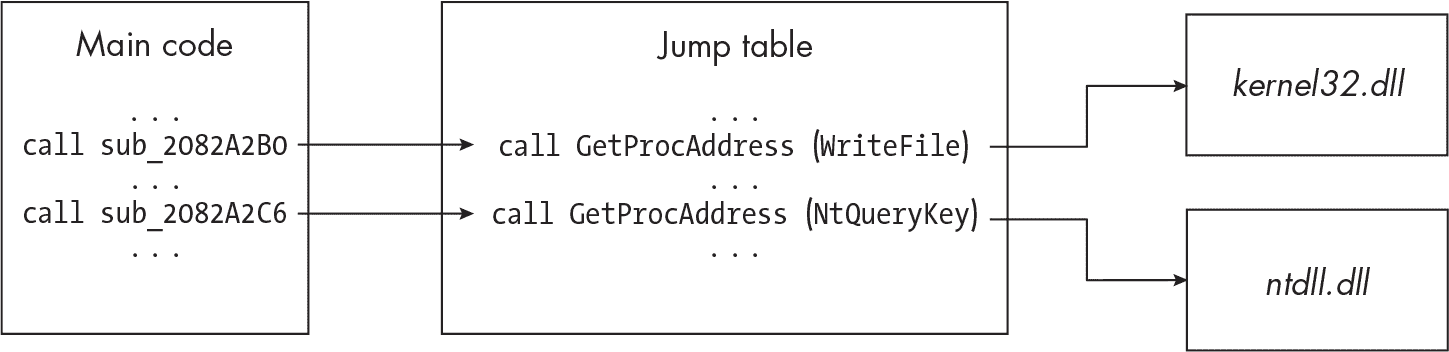 Main code
. . .
call sub_2082A2B0
. . .
call sub_2082A2C6
. . .
Jump table
. . .
call GetProcAddress (WriteFile)
. . .
call GetProcAddress (NtQueryKey)
. . .
kernel32.dll
ntdll.dll